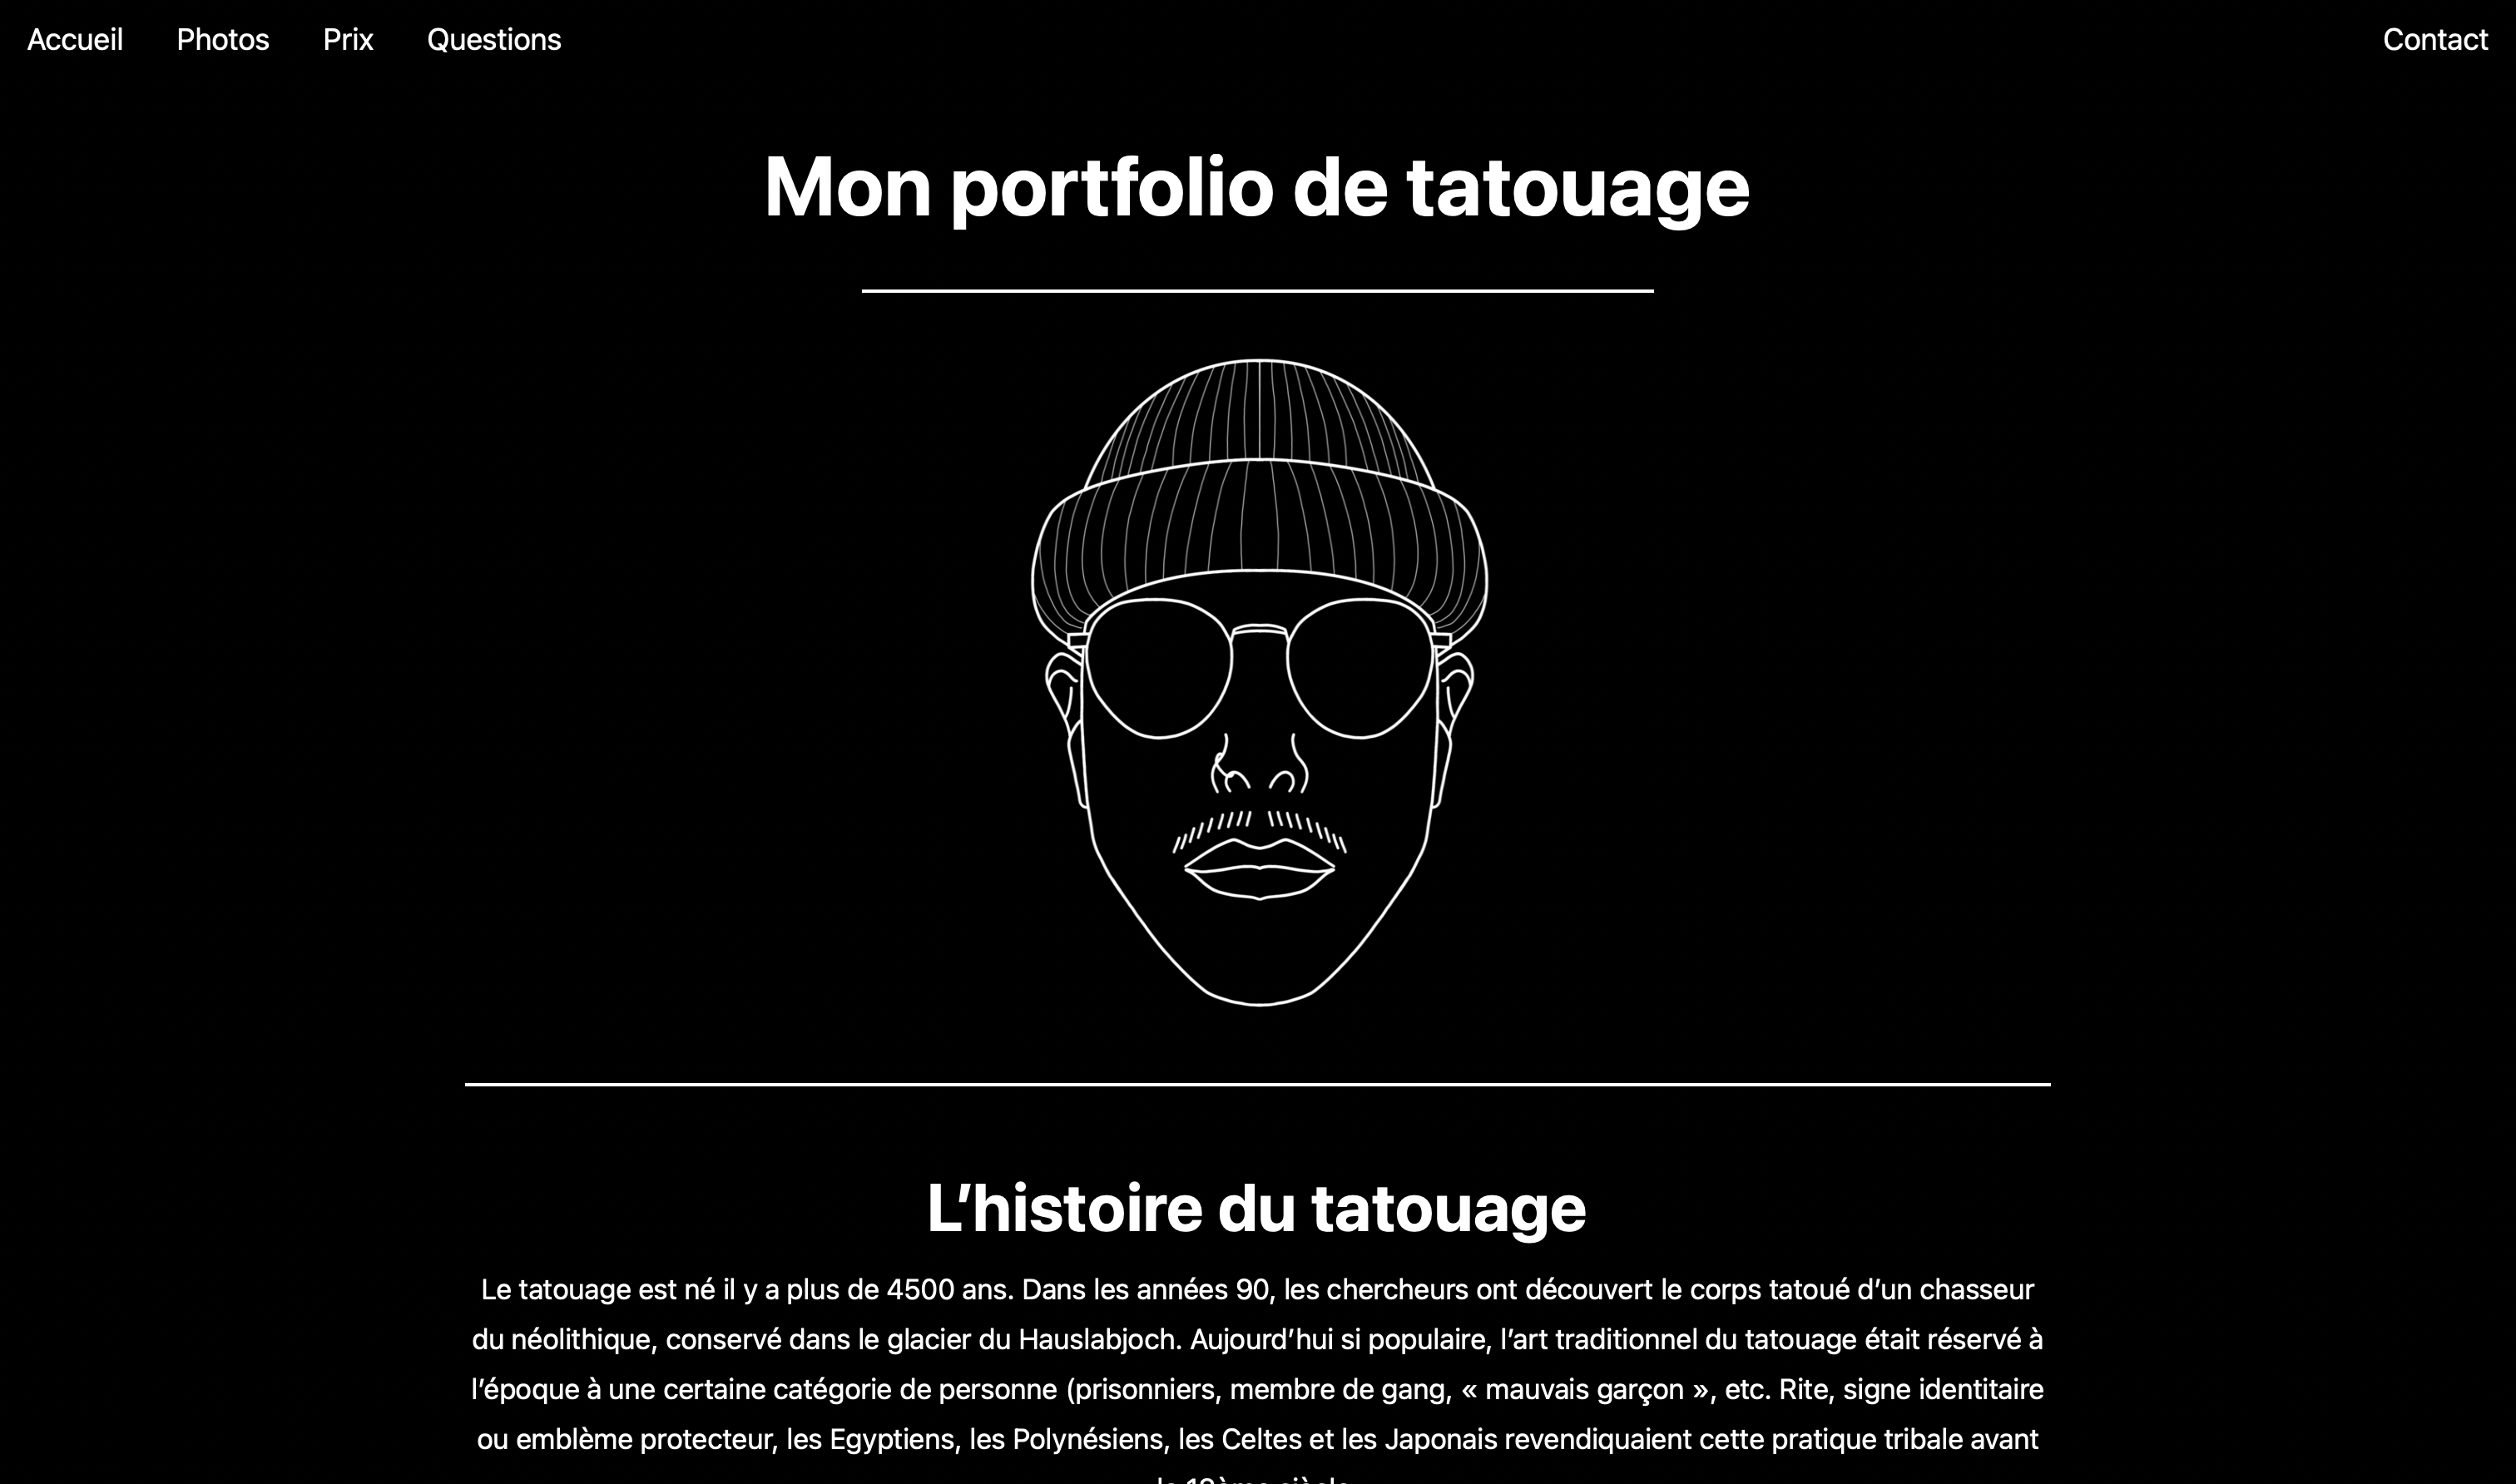 Accueil Photos Prix Questions Contact
Mon portfolio de tatouage
L’histoire du tatouage
Le tatouage est né il y a plus de 4500 ans. Dans les années 90, les chercheurs ont découvert le corps tatoué d’un chasseur
du néolithique, conservé dans le glacier du Hauslabjoch. Aujourd’hui si populaire, l’art traditionnel du tatouage était réservé à
l’époque à une certaine catégorie de personne (prisonniers, membre de gang, « mauvais garçon », etc. Rite, signe identitaire
ou emblème protecteur, les Egyptiens, les Polynésiens, les Celtes et les Japonais revendiquaient cette pratique tribale avant